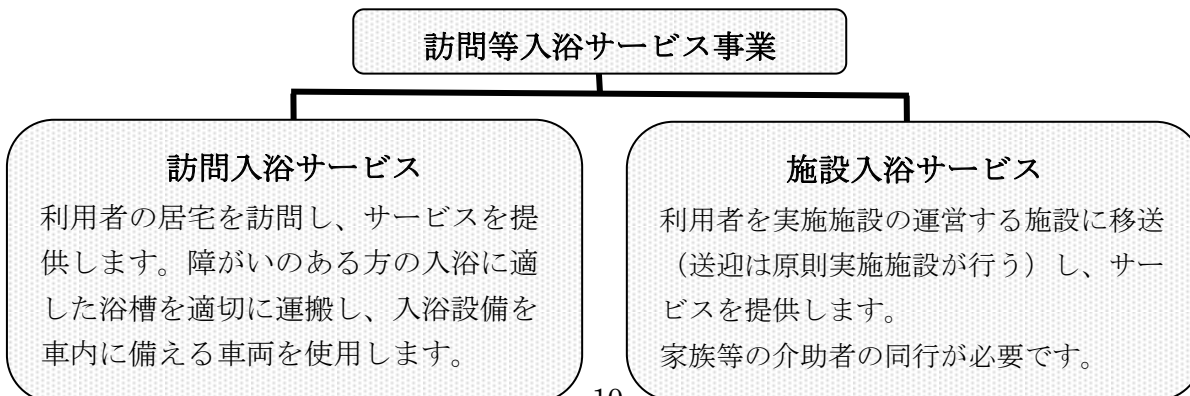 訪問等入浴サービス事業
訪問入浴サービス
利用者の居宅を訪問し、サービスを提
供します。障がいのある方の入浴に適
した浴槽を適切に運搬し、入浴設備を
車内に備える車両を使用します。
施設入浴サービス
利用者を実施施設の運営する施設に移送
（送迎は原則実施施設が行う）し、サー
ビスを提供します。
家族等の介助者の同行が必要です。